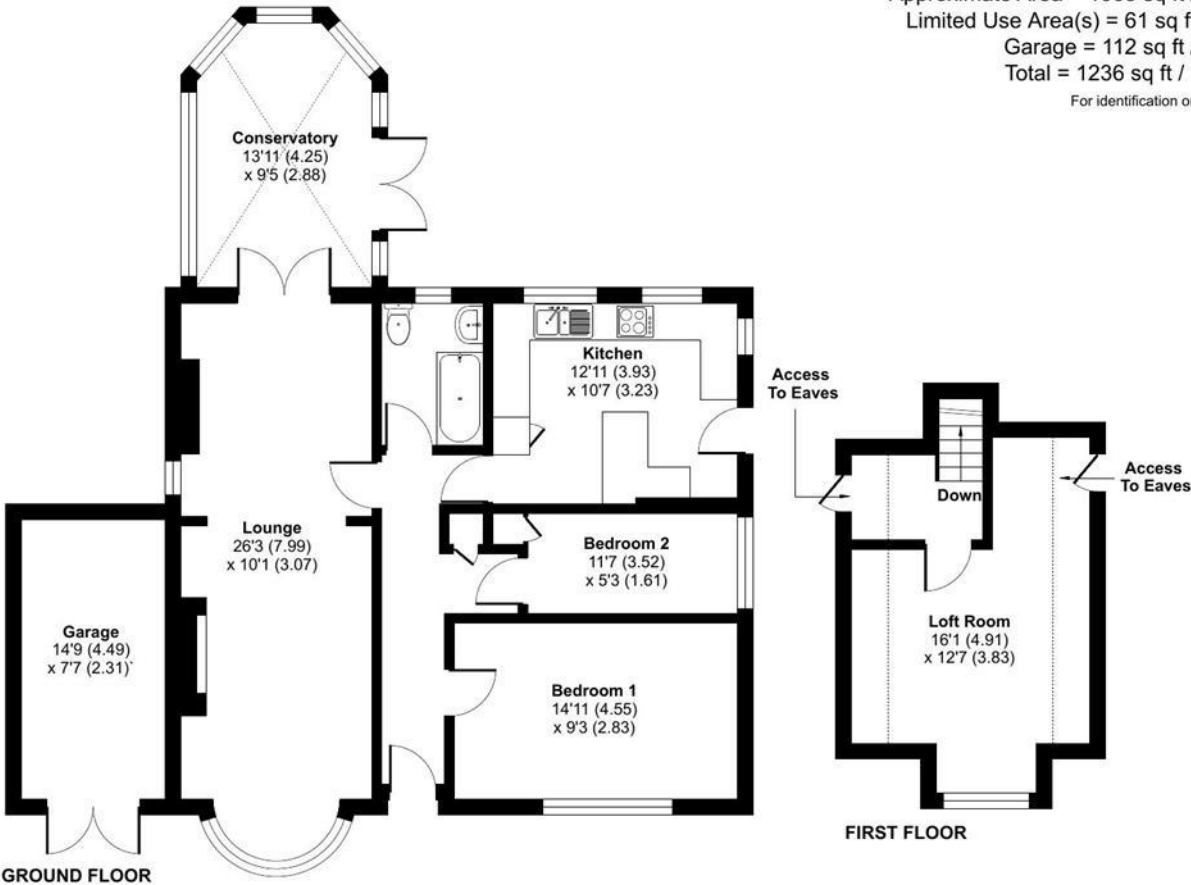 Limited Use Area(s) = 61 sq f
Garage = 112 sq ft /
Total = 1236 sq ft /
For identification o
Conservatory
13'11 (4.25)
x 9'5 (2.88)
Kitchen
12'11 (3.93)
x 10'7 (3.23)
Lounge
26'3 (7.99)
x 10'1 (3.07)
Bedroom 2
11'7 (3.52)
x 5'3 (1.61)
Garage
14'9 (4.49)
x 7'7 (2.31)
Bedroom 1
14'11 (4.55)
x 9'3 (2.83)
GROUND FLOOR
Access
To Eaves
Access
To Eaves
Down
Loft Room
16'1 (4.91)
x 12'7 (3.83)
FIRST FLOOR